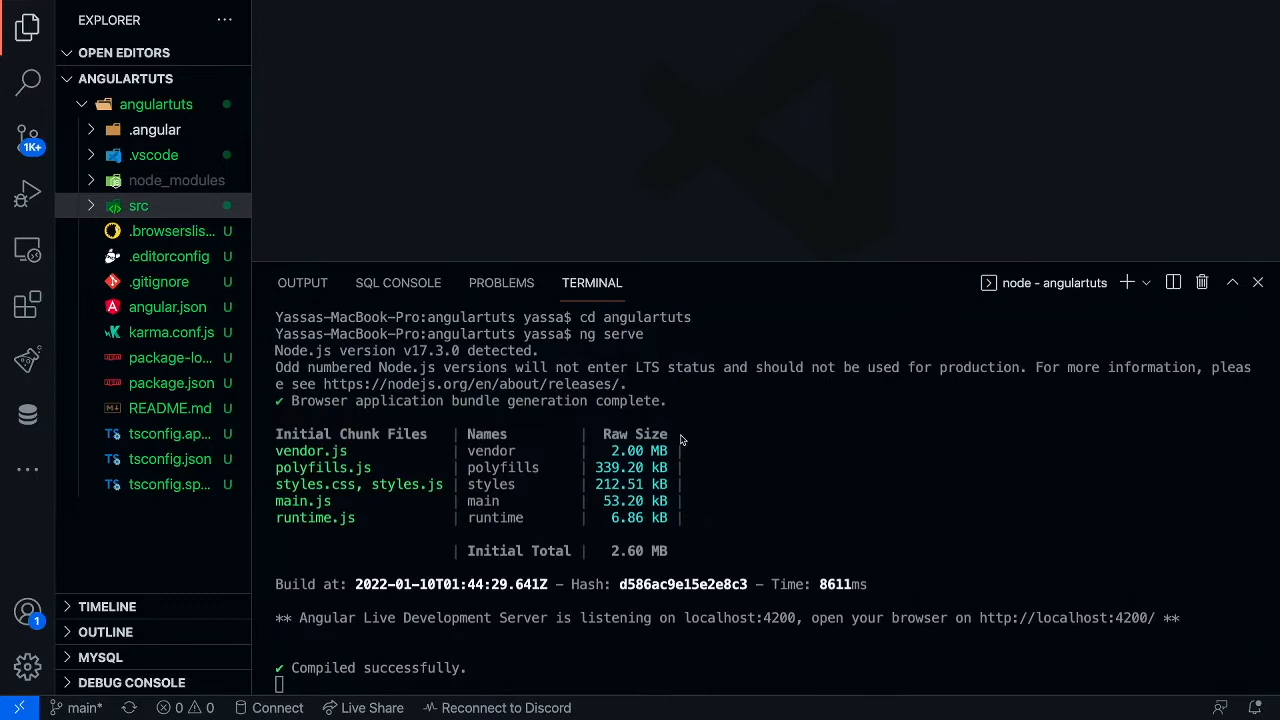 EXPLORER
OPEN EDITORS
ANGULARTUTS
angulartuts
.angular
1K+
.vscode
node_modules
src
.browserslis... U
.editorconfig U
.gitignore U
angular.json U
karma.conf.js U
package-lo... U
package.json U
README.md U
TS tsconfig.ap... U
TS tsconfig.json U
TS tsconfig.sp... U
TIMELINE
OUTLINE
MYSQL
DEBUG CONSOLE
1
OUTPUT SQL CONSOLE PROBLEMS TERMINAL node - angulartuts
Yassas-MacBook-Pro:angulartuts yassa$ cd angulartuts
Yassas-MacBook-Pro:angulartuts yassa$ ng serve
Node.js version v17.3.0 detected.
Odd numbered Node.js versions will not enter LTS status and should not be used for production. For more information, pleas
e see https://nodejs.org/en/about/releases/.
✔ Browser application bundle generation complete.
Initial Chunk Files | Names | Raw Size
vendor.js | vendor | 2.00 MB |
polyfills.js | polyfills | 339.20 kB |
styles.css, styles.js | styles | 212.51 kB |
main.js | main | 53.20 kB |
runtime.js | runtime | 6.86 kB |
| Initial Total | 2.60 MB
Build at: 2022-01-10T01:44:29.641Z - Hash: d586ac9e15e2e8c3 - Time: 8611ms
** Angular Live Development Server is listening on localhost:4200, open your browser on http://localhost:4200/ **
✔ Compiled successfully.
main* 0 0 Connect Live Share Reconnect to Discord